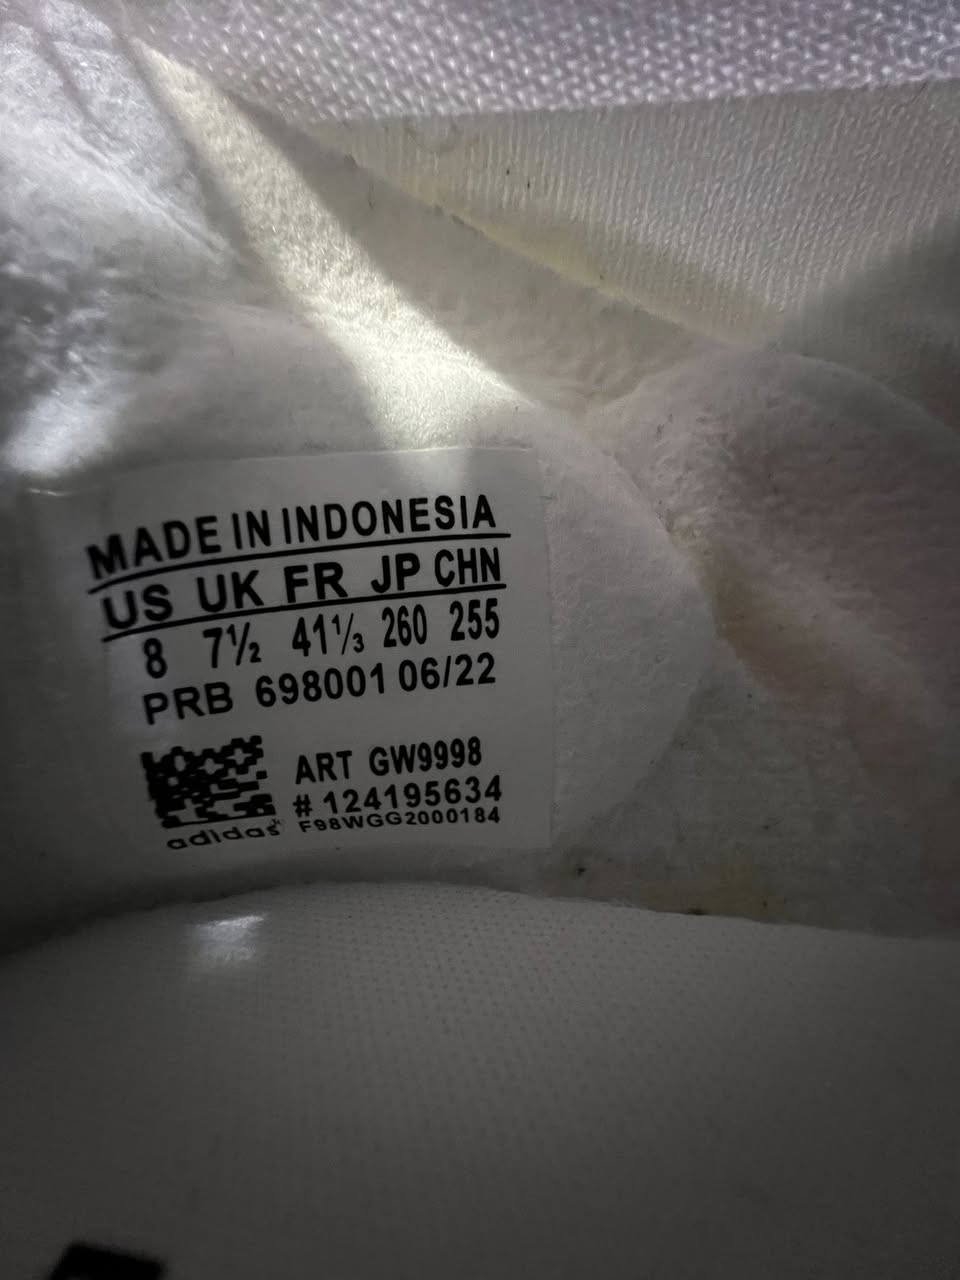 MADE IN INDONESIA
US UK FR JP CHN
8 7½ 41⅓ 260 255
PRB 698001 06/22
ART GW9998
# 124195634
F98WGG2000184
adidas